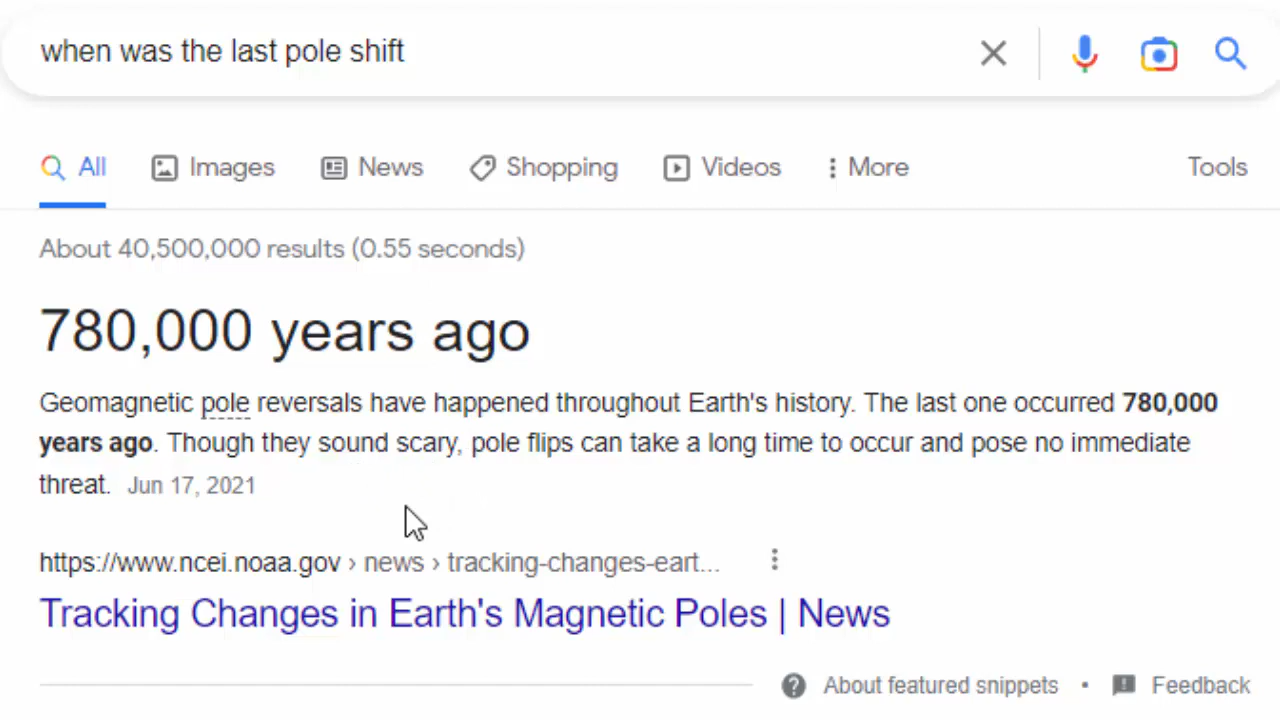 when was the last pole shift
All Images News Shopping Videos More Tools
About 40,500,000 results (0.55 seconds)
780,000 years ago
Geomagnetic pole reversals have happened throughout Earth's history. The last one occurred 780,000
years ago. Though they sound scary, pole flips can take a long time to occur and pose no immediate
threat. Jun 17, 2021
https://www.ncei.noaa.gov › news › tracking-changes-eart...
Tracking Changes in Earth's Magnetic Poles | News
About featured snippets • Feedback